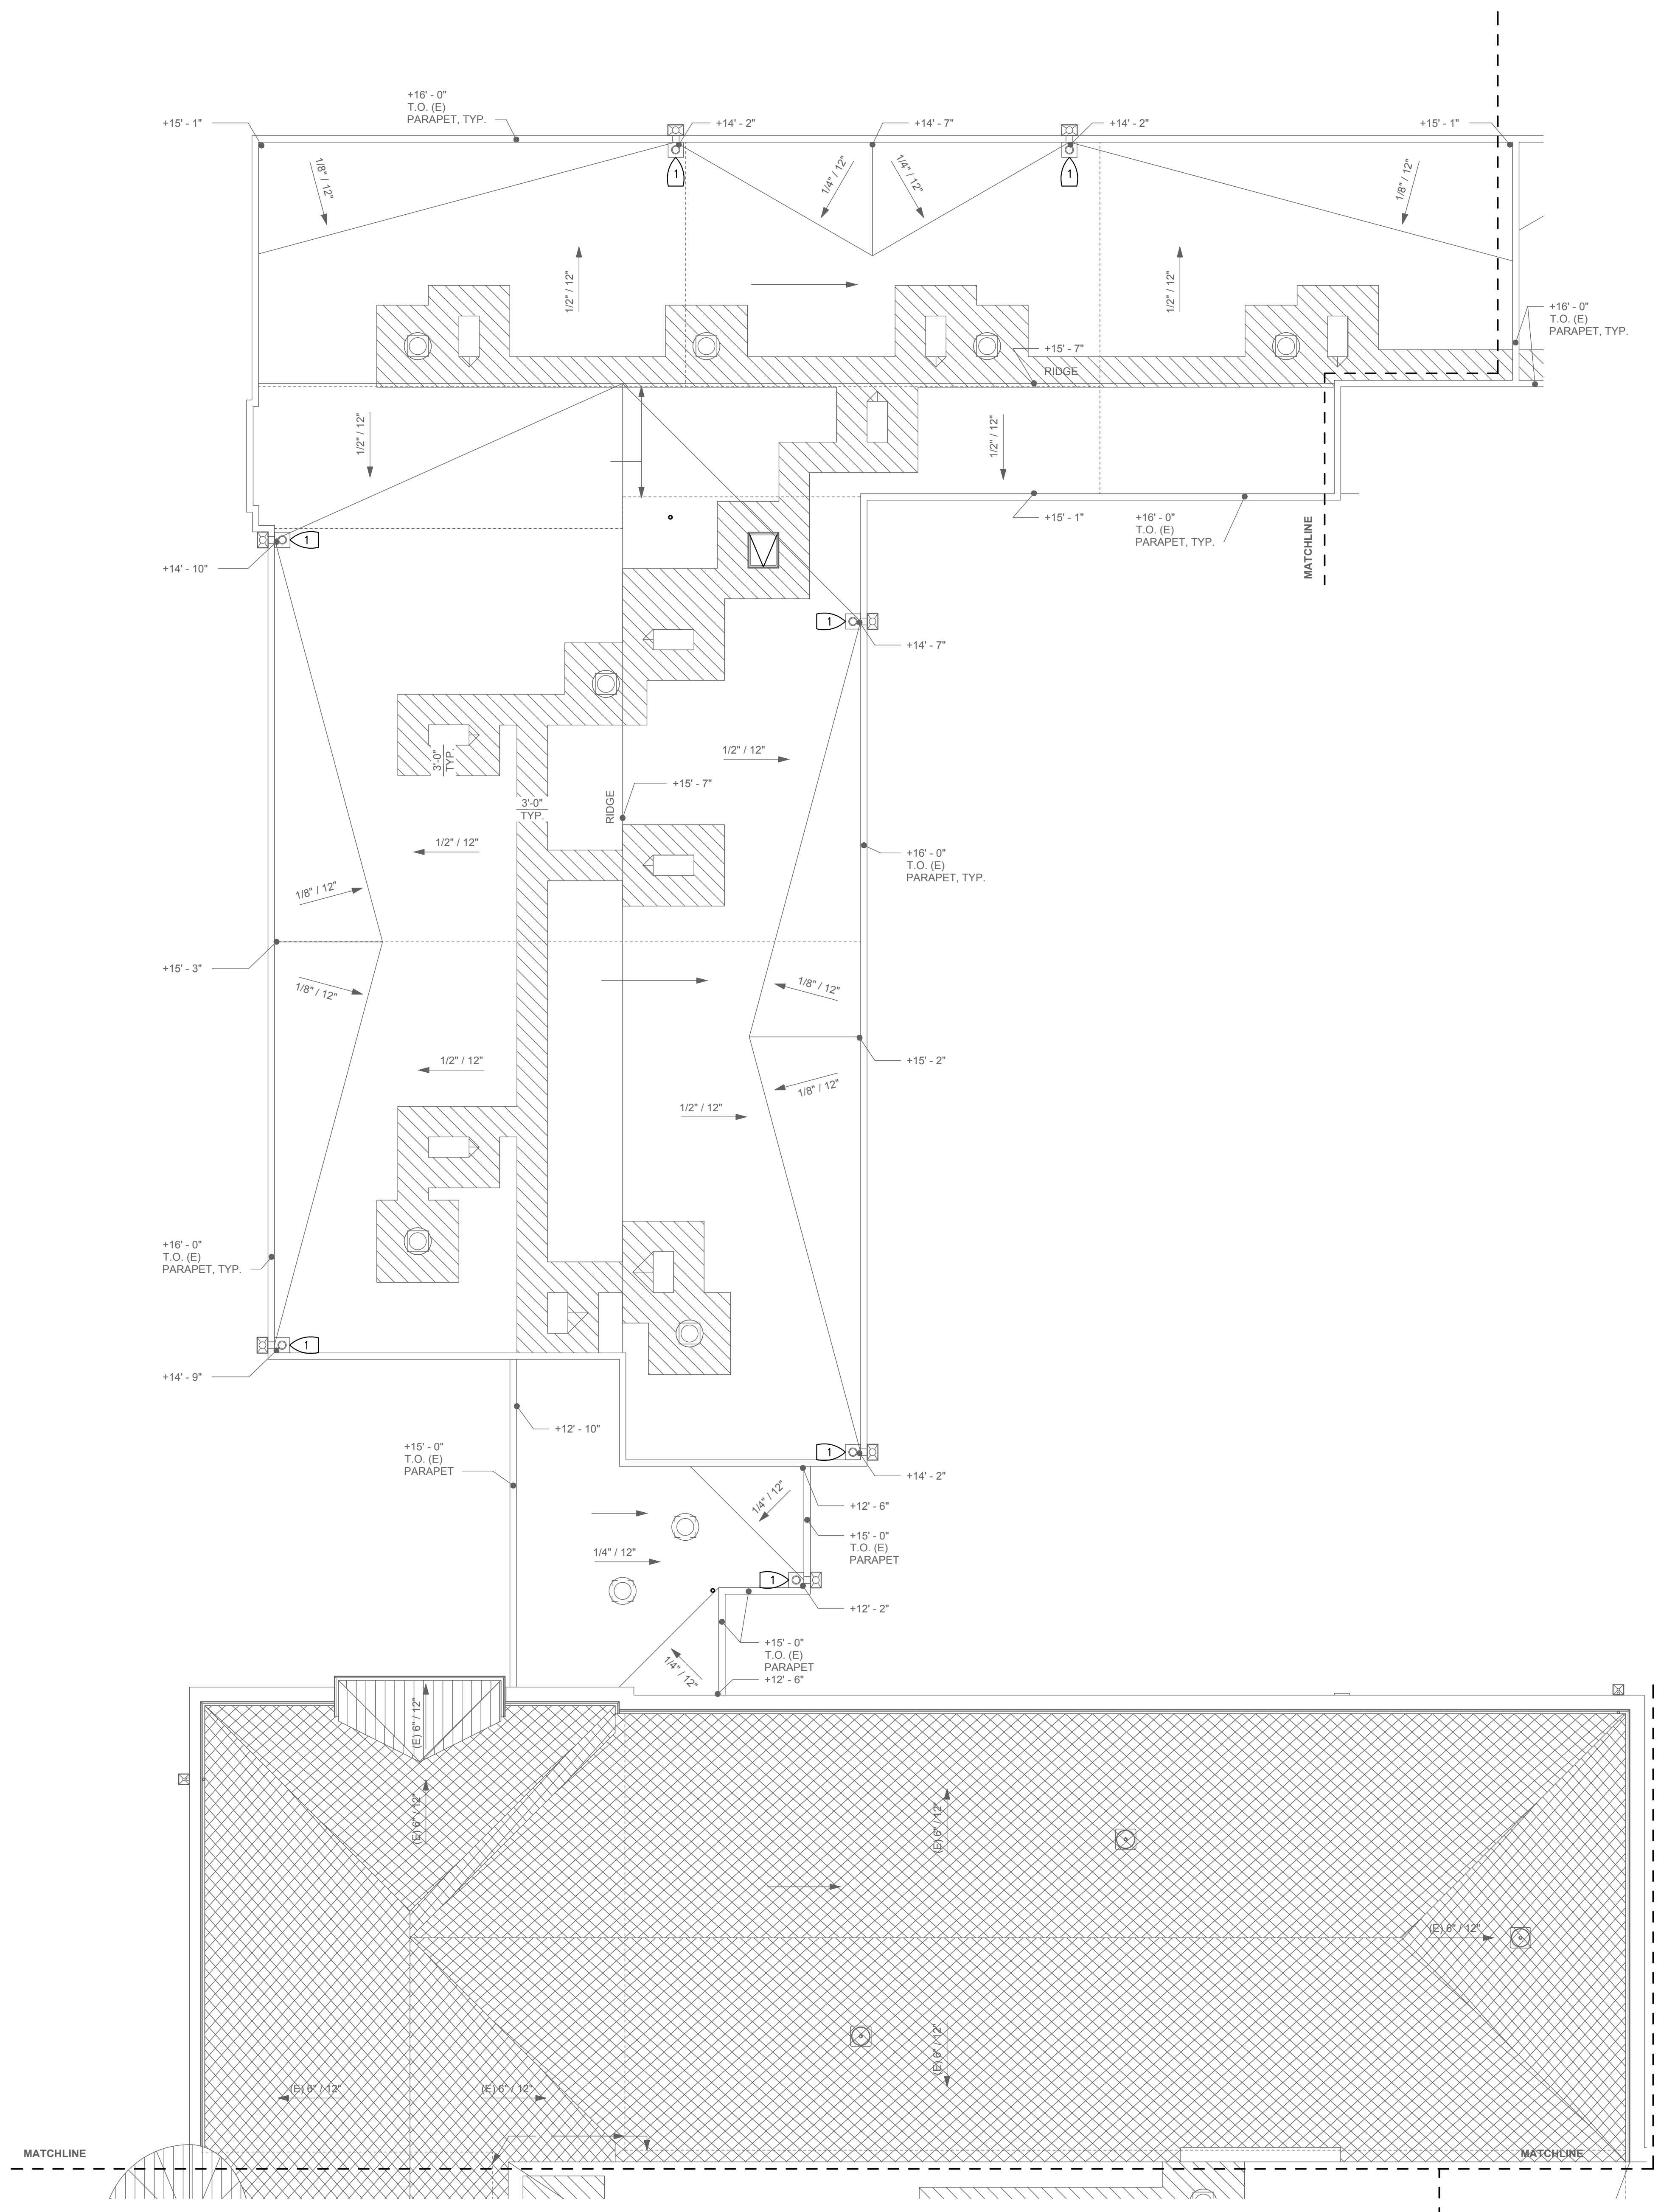 +16' - 0"
T.O. (E)
PARAPET, TYP.
+15' - 1"
+14' - 2"
+14' - 7"
+14' - 2"
+15' - 1"
1/8" / 12"
1
1/4" / 12"
1/4" / 12"
1
1/8" / 12"
1/2" / 12"
1/2" / 12"
+16' - 0"
T.O. (E)
PARAPET, TYP.
+15' - 7"
RIDGE
1/2" / 12"
1/2" / 12"
+15' - 1"
+16' - 0"
T.O. (E)
PARAPET, TYP.
MATCHLINE
1
+14' - 10"
1
+14' - 7"
3'-0"
TYP.
1/2" / 12"
+15' - 7"
RIDGE
3'-0"
TYP.
1/2" / 12"
+16' - 0"
T.O. (E)
PARAPET, TYP.
1/8" / 12"
+15' - 3"
1/8" / 12"
1/8" / 12"
1/2" / 12"
+15' - 2"
1/8" / 12"
1/2" / 12"
+16' - 0"
T.O. (E)
PARAPET, TYP.
1
+14' - 9"
+12' - 10"
+15' - 0"
T.O. (E)
PARAPET
1
+14' - 2"
1/4" / 12"
+12' - 6"
+15' - 0"
T.O. (E)
PARAPET
1/4" / 12"
1
+12' - 2"
+15' - 0"
T.O. (E)
PARAPET
1/4" / 12"
+12' - 6"
(E) 6" / 12"
(E) 6" / 12"
(E) 6" / 12"
(E) 6" / 12"
(E) 6" / 12"
(E) 6" / 12"
(E) 6" / 12"
MATCHLINE
MATCHLINE